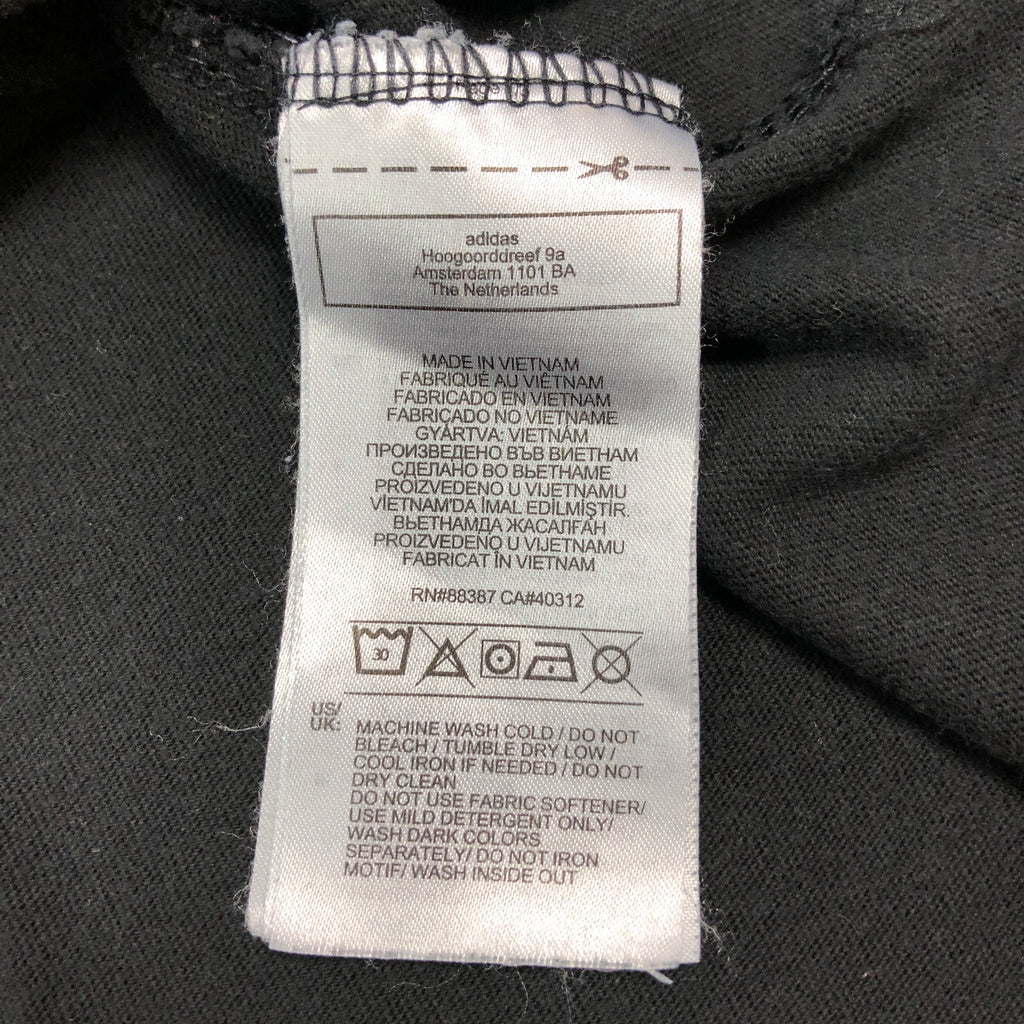 adidas
Hoogoorddreef 9a
Amsterdam 1101 BA
The Netherlands
MADE IN VIETNAM
FABRIQUÉ AU VIÊTNAM
FABRICADO EN VIETNAM
FABRICADO NO VIETNAME
GYÁRTVA: VIETNÁM
ПРОИЗВЕДЕНО ВЪВ ВИЕТНАМ
СДЕЛАНО ВО ВЬЕТНАМЕ
PROIZVEDENO U VIJETNAMU
VİETNAM'DA İMAL EDİLMİŞTİR.
ВЬЕТНАМДА ЖАСАЛҒАН
PROIZVEDENO U VIJETNAMU
FABRICAT ÎN VIETNAM
RN#88387 CA#40312
30
US/
UK:
MACHINE WASH COLD / DO NOT
BLEACH / TUMBLE DRY LOW /
COOL IRON IF NEEDED / DO NOT
DRY CLEAN
DO NOT USE FABRIC SOFTENER/
USE MILD DETERGENT ONLY/
WASH DARK COLORS
SEPARATELY/ DO NOT IRON
MOTIF/ WASH INSIDE OUT